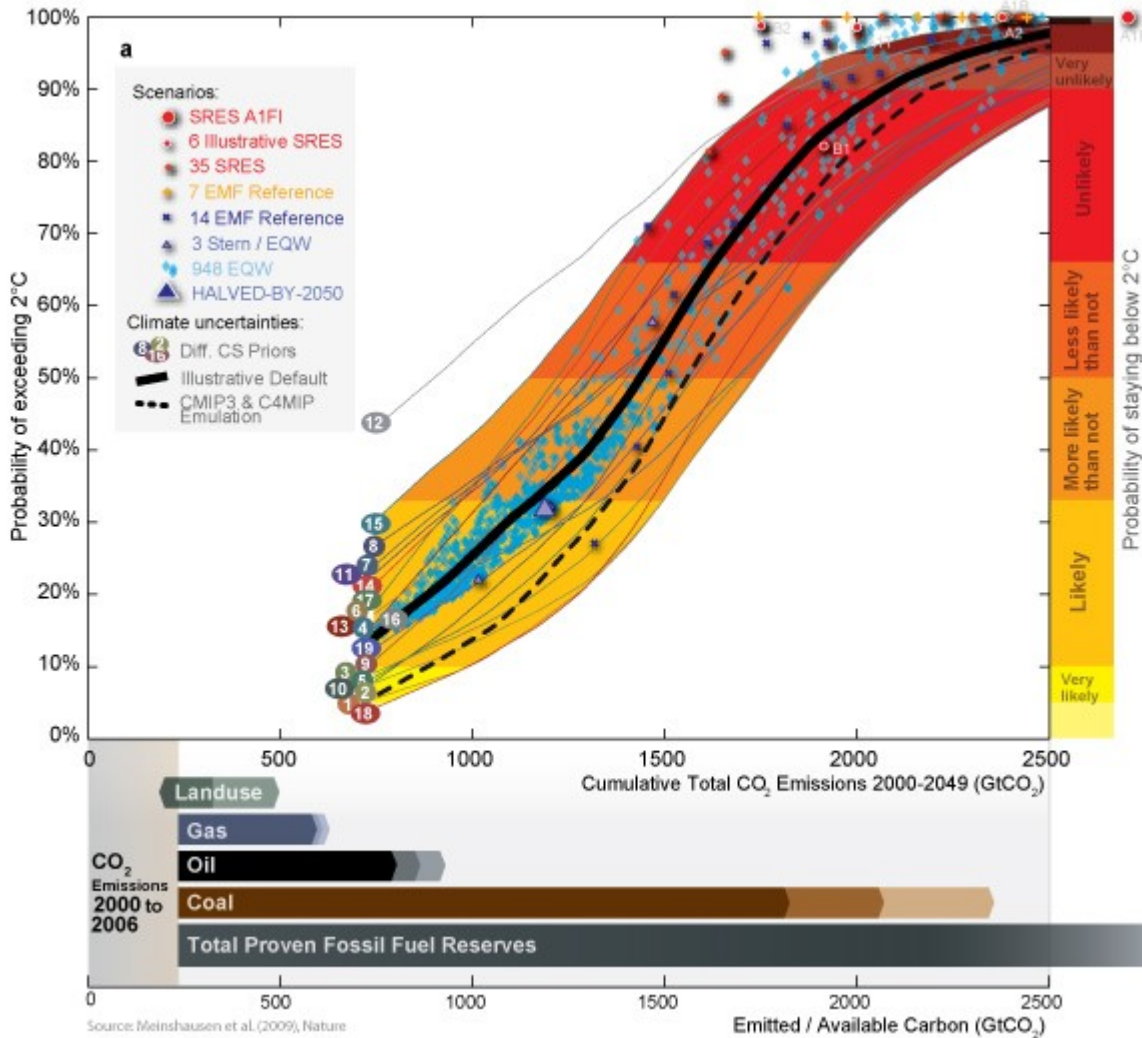 100%
90%
80%
70%
60%
50%
40%
30%
20%
10%
0%
Probability of exceeding 2°C
a
Scenarios:
SRES A1FI
6 Illustrative SRES
35 SRES
7 EMF Reference
14 EMF Reference
3 Stern / EQW
948 EQW
HALVED-BY-2050
Climate uncertainties:
8 2 16 Diff. CS Priors
Illustrative Default
CMIP3 & C4MIP
Emulation
B2
A1B
A2
B1
12
15
8
7
11
14
17
6
16
13
4
19
9
3
5
10
2
1
18
Very
unlikely
Unlikely
Less likely
than not
More likely
than not
Likely
Very
likely
Probability of staying below 2°C
0 500 1000 1500 2000 2500
Cumulative Total CO2 Emissions 2000-2049 (GtCO2)
Landuse
Gas
Oil
Coal
Total Proven Fossil Fuel Reserves
CO2
Emissions
2000 to
2006
0 500 1000 1500 2000 2500
Source: Meinshausen et al. (2009), Nature
Emitted / Available Carbon (GtCO2)